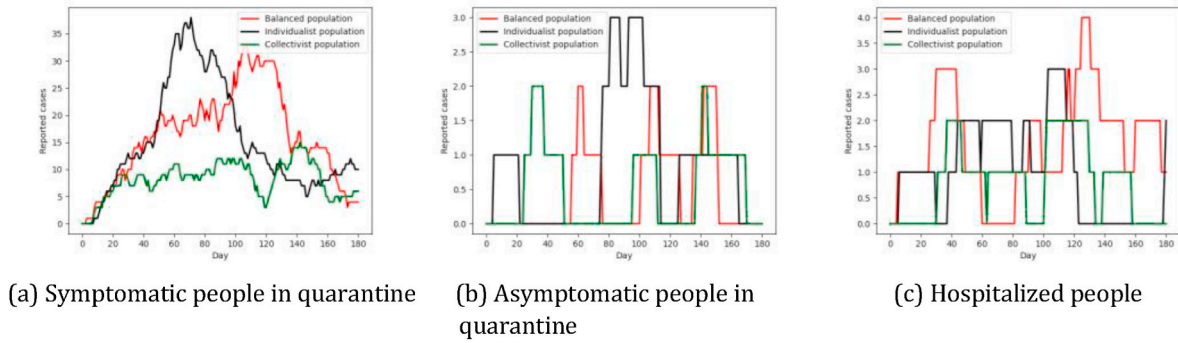 Balanced population
Individualist population
Collectivist population
Reported cases
35
30
25
20
15
10
5
0
0 20 40 60 80 100 120 140 160 180
Day
(a) Symptomatic people in quarantine
Balanced population
Individualist population
Collectivist population
Reported cases
3.0
2.5
2.0
1.5
1.0
0.5
0.0
0 20 40 60 80 100 120 140 160 180
Day
(b) Asymptomatic people in
quarantine
Balanced population
Individualist population
Collectivist population
Reported cases
4.0
3.5
3.0
2.5
2.0
1.5
1.0
0.5
0.0
0 20 40 60 80 100 120 140 160 180
Day
(c) Hospitalized people